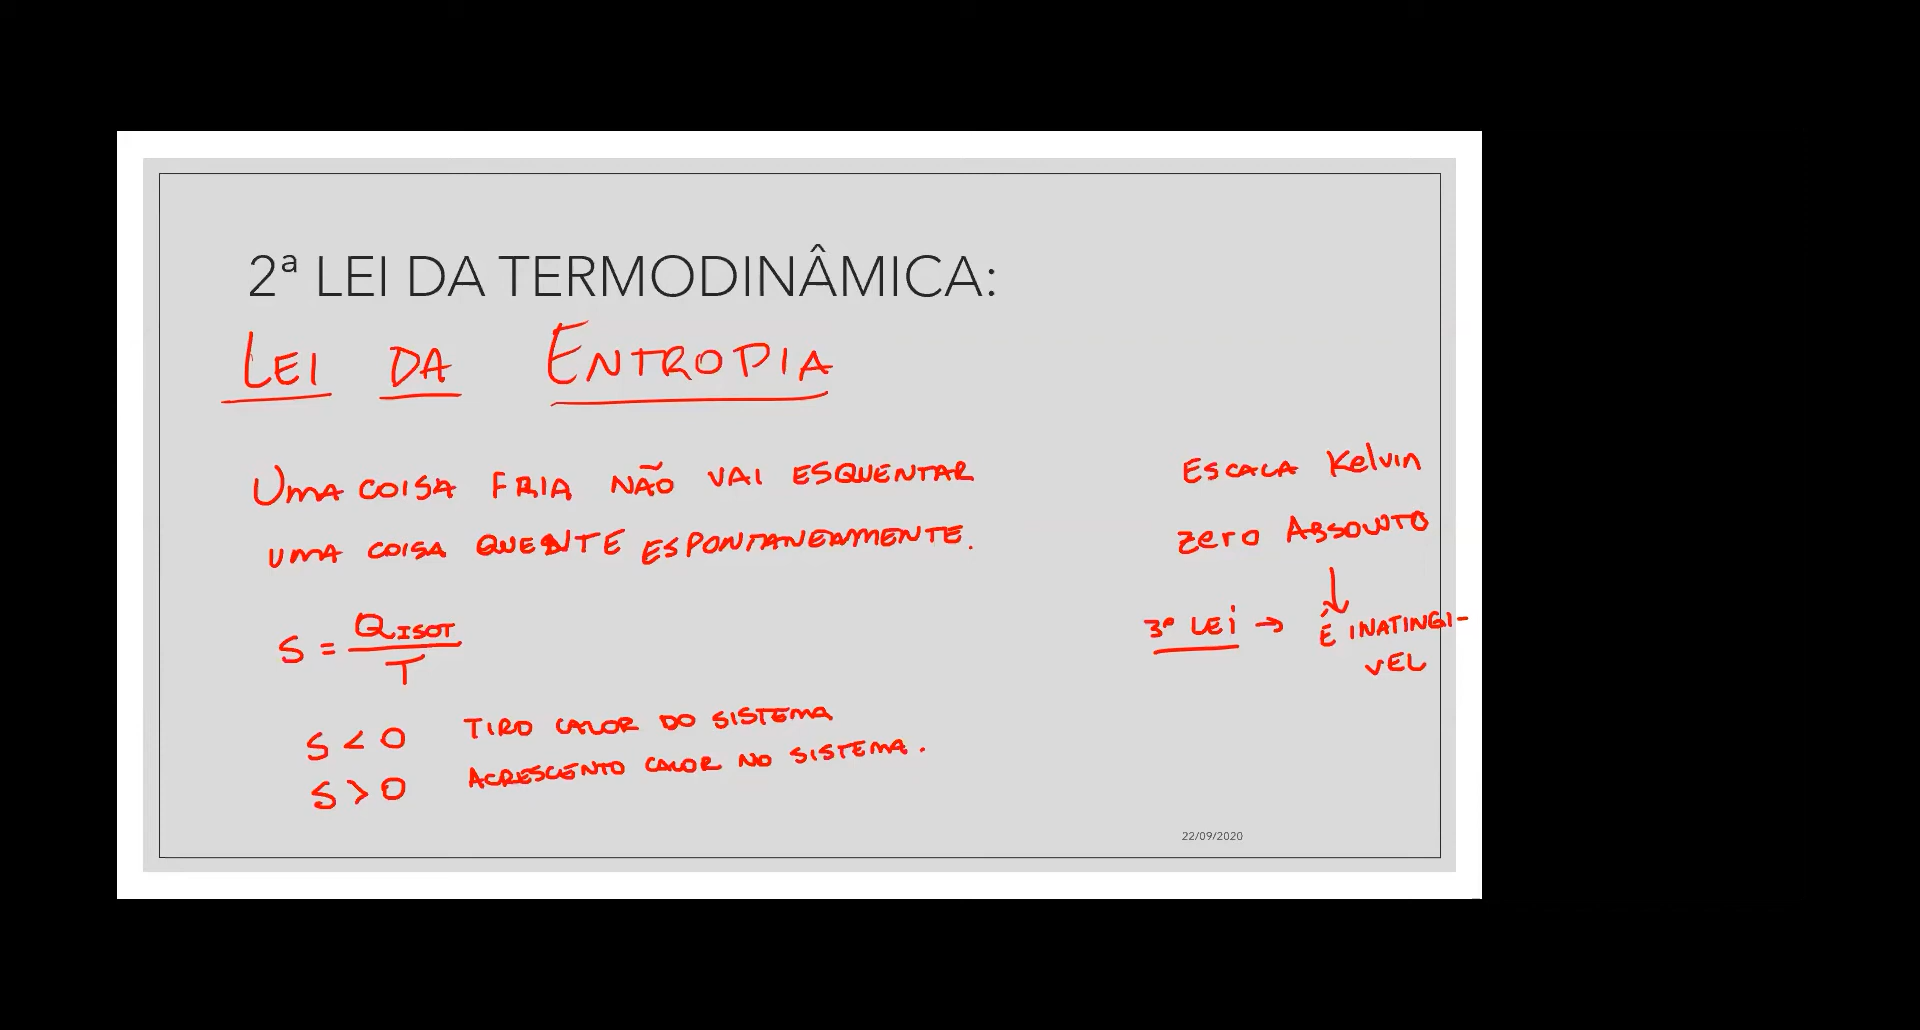 2ª LEI DA TERMODINÂMICA:
LEI DA ENTROPIA
UMA COISA FRIA NÃO VAI ESQUENTAR
UMA COISA QUENTE ESPONTANEAMENTE.
S = QISOT / T
S < 0 TIRO CALOR DO SISTEMA
S > 0 ACRESCENTO CALOR NO SISTEMA.
ESCALA Kelvin
zero ABSOLUTO
↓
3ª LEi → É INATINGI-
VEL
22/09/2020